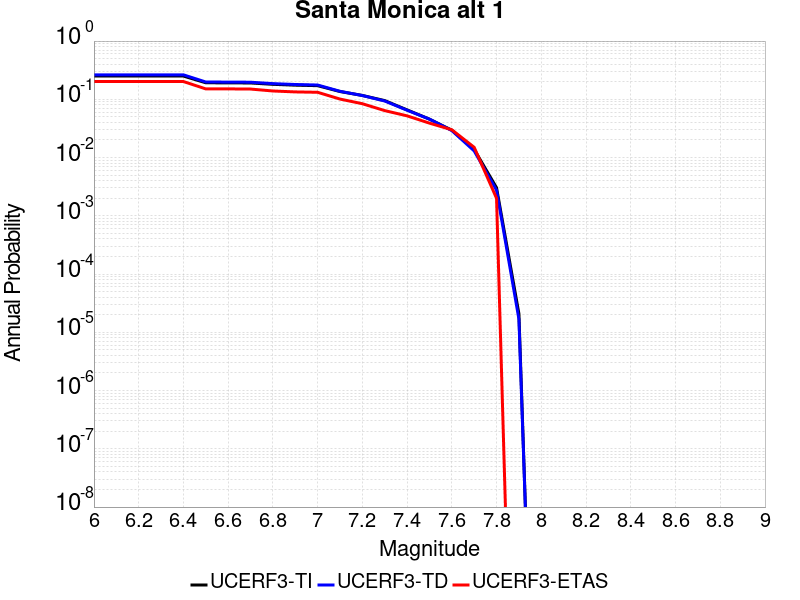 Santa Monica alt 1
10^0
10^-1
10^-2
10^-3
10^-4
10^-5
10^-6
10^-7
10^-8
Annual Probability
6 6.2 6.4 6.6 6.8 7 7.2 7.4 7.6 7.8 8 8.2 8.4 8.6 8.8 9
Magnitude
UCERF3-TI UCERF3-TD UCERF3-ETAS